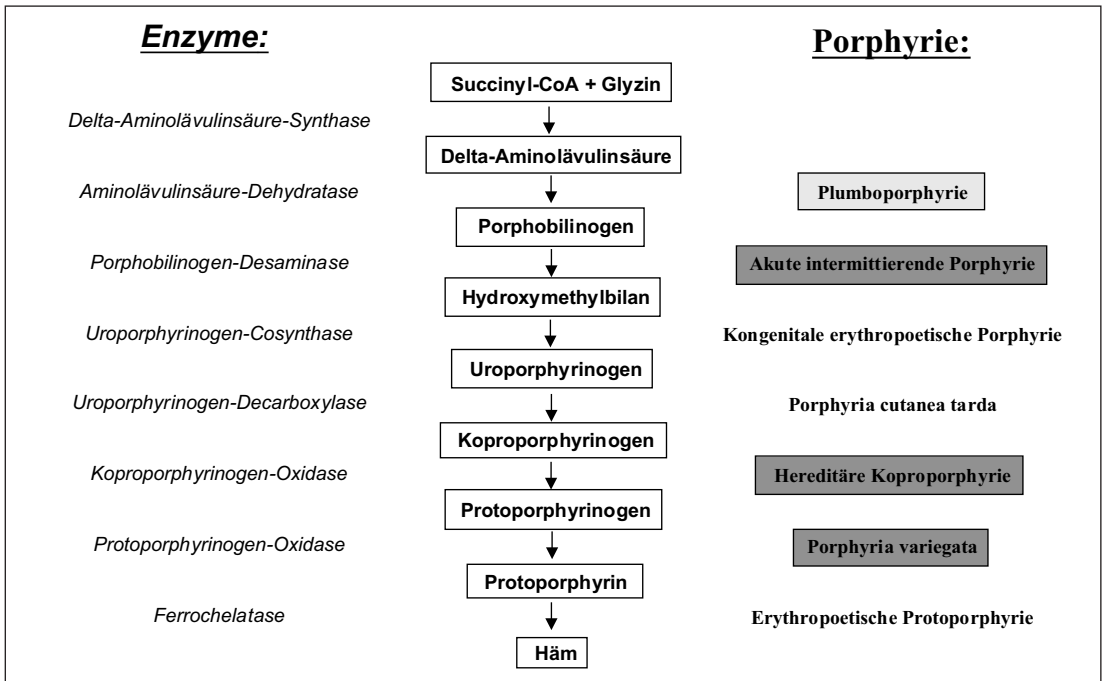 Enzyme:
Porphyrie:
Succinyl-CoA + Glyzin
Delta-Aminolävulinsäure-Synthase
Delta-Aminolävulinsäure
Aminolävulinsäure-Dehydratase
Plumboporphyrie
Porphobilinogen
Porphobilinogen-Desaminase
Akute intermittierende Porphyrie
Hydroxymethylbilan
Uroporphyrinogen-Cosynthase
Kongenitale erythropoetische Porphyrie
Uroporphyrinogen
Uroporphyrinogen-Decarboxylase
Porphyria cutanea tarda
Koproporphyrinogen
Koproporphyrinogen-Oxidase
Hereditäre Koproporphyrie
Protoporphyrinogen
Protoporphyrinogen-Oxidase
Porphyria variegata
Protoporphyrin
Ferrochelatase
Erythropoetische Protoporphyrie
Häm